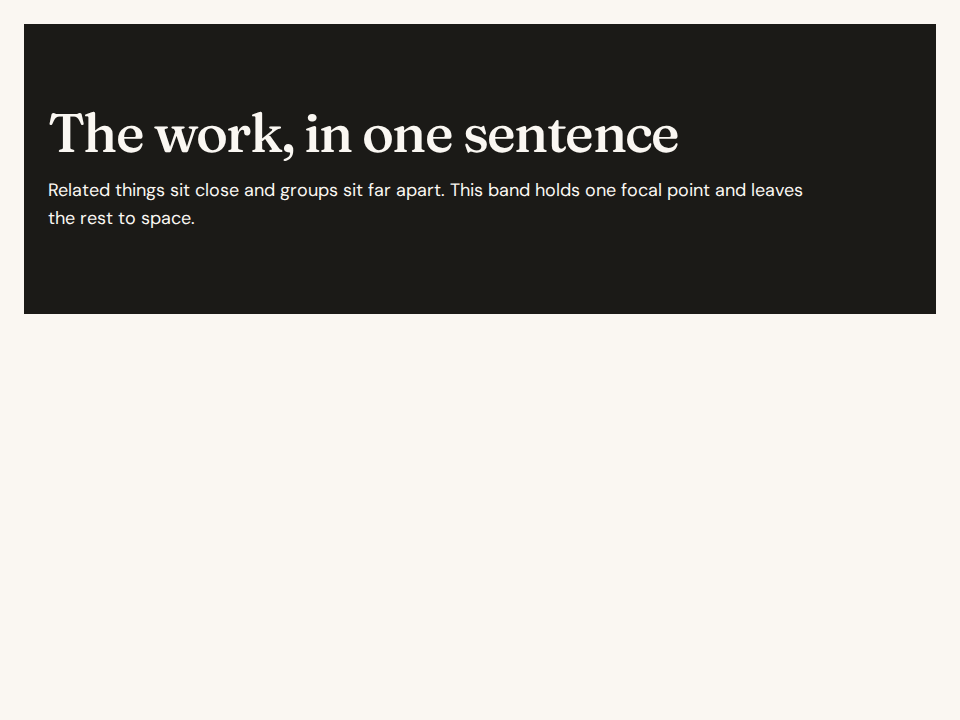 The work, in one sentence
Related things sit close and groups sit far apart. This band holds one focal point and leaves
the rest to space.